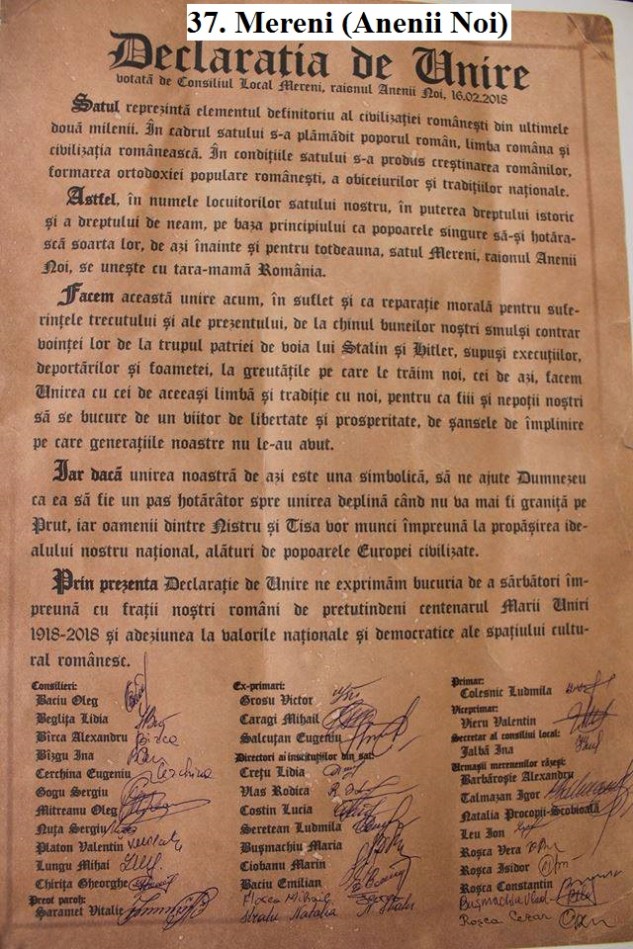 37. Mereni (Anenii Noi)
Declaratia de Unire
votată de Consiliul Local Mereni, raionul Anenii Noi, 16.02.2018
Satul reprezintă elementul definitoriu al civilizației românești din ultimele
două milenii. În cadrul satului s-a plămădit poporul român, limba româna și
civilizația românească. În condițiile satului s-a produs creștinarea românilor,
formarea ortodoxiei populare românești, a obiceiurilor și tradițiilor naționale.
Astfel, în numele locuitorilor satului nostru, în puterea dreptului istoric
și a dreptului de neam, pe baza principiului ca popoarele singure să-și hotăra-
scă soarta lor, de azi înainte și pentru totdeauna, satul Mereni, raionul Anenii
Noi, se unește cu tara-mamă România.
Facem această unire acum, în suflet și ca reparație morală pentru sufe-
rințele trecutului și ale prezentului, de la chinul buneilor noștri smulși contrar
voinței lor de la trupul patriei de voia lui Stalin și Hitler, supuși execuțiilor,
deportărilor și foametei, la greutățile pe care le trăim noi, cei de azi, facem
Unirea cu cei de aceeași limbă și tradiție cu noi, pentru ca fiii și nepoții noștri
să se bucure de un viitor de libertate și prosperitate, de șansele de împlinire
pe care generațiile noastre nu le-au avut.
Iar dacă unirea noastră de azi este una simbolică, să ne ajute Dumnezeu
ca ea să fie un pas hotărâtor spre unirea deplină când nu va mai fi graniță pe
Prut, iar oamenii dintre Nistru și Tisa vor munci împreună la propășirea ide-
alului nostru național, alături de popoarele Europei civilizate.
Prin prezenta Declarație de Unire ne exprimăm bucuria de a sărbători îm-
preună cu frații noștri români de pretutindeni centenarul Marii Uniri
1918-2018 și adeziunea la valorile naționale și democratice ale spațiului cultu-
ral românesc.
Consilieri:
Baciu Oleg
Beglița Lidia
Bîrca Alexandru
Bîzgu Ina
Cerchina Eugeniu Cerchina
Gogu Sergiu
Mitreanu Oleg
Nuța Sergiu
Platon Valentin
Lungu Mihai
Chirița Gheorghe
Preot paroh:
Saramet Vitalie
Ex-primari:
Grosu Victor
Caragi Mihail
Salcuțan Eugeniu
Directori ai instituțiilor din sat:
Crețu Lidia
Vlas Rodica
Costin Lucia
Seretean Ludmila
Bușmachiu Maria
Ciobanu Marin
Baciu Emilian
Mihail
Natalia
Primar:
Colesnic Ludmila
Viceprimar:
Vieru Valentin
Secretar al consiliul local:
Jalbă Ina
Urmașii merenenilor răzeși:
Barbăroșie Alexandru
Talmazan Igor
Natalia Procopii-Scobioală
Leu Ion
Roșca Vera
Roșca Isidor
Roșca Constantin
Bușmachiu Vlad
Roșca Cezar